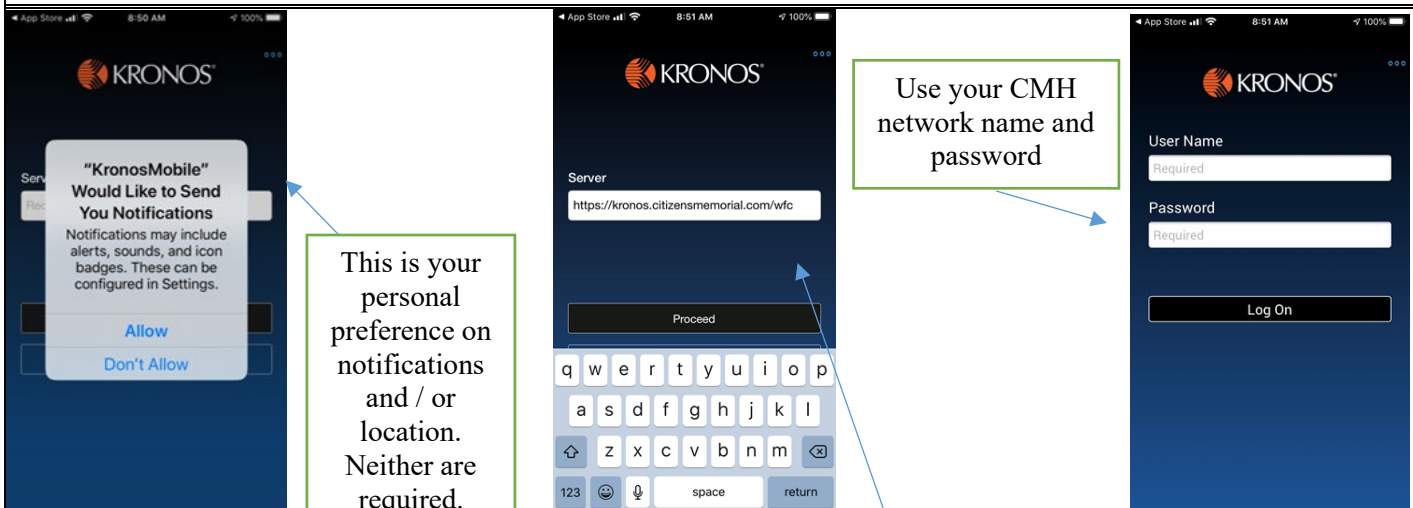 App Store 8:50 AM 100%
KRONOS
Serv
"KronosMobile"
Would Like to Send
You Notifications
Notifications may include
alerts, sounds, and icon
badges. These can be
configured in Settings.
Allow
Don't Allow
This is your
personal
preference on
notifications
and / or
location.
Neither are
required.
App Store 8:51 AM 100%
KRONOS
Server
https://kronos.citizensmemorial.com/wfc
Proceed
q w e r t y u i o p
a s d f g h j k l
z x c v b n m
123 space return
Use your CMH
network name and
password
App Store 8:51 AM 100%
KRONOS
User Name
Required
Password
Required
Log On